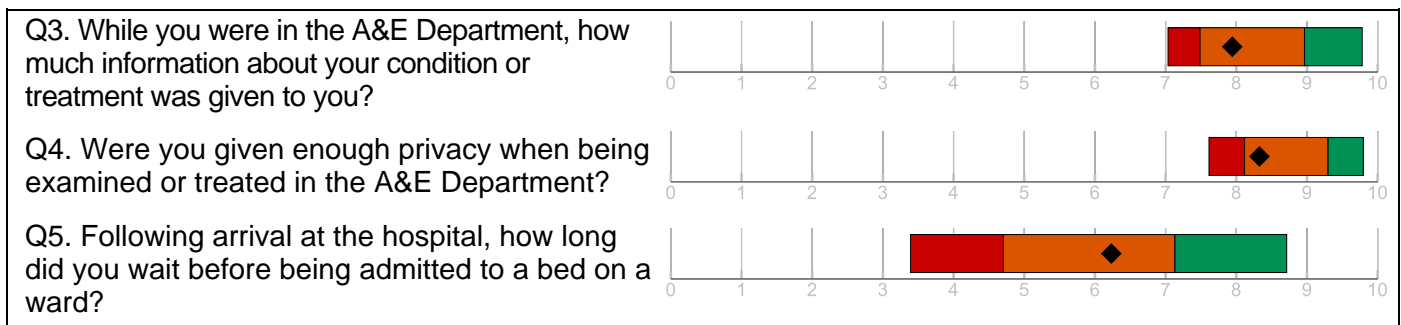 Q3. While you were in the A&E Department, how
much information about your condition or
treatment was given to you?
0 1 2 3 4 5 6 7 8 9 10
Q4. Were you given enough privacy when being
examined or treated in the A&E Department?
0 1 2 3 4 5 6 7 8 9 10
Q5. Following arrival at the hospital, how long
did you wait before being admitted to a bed on a
ward?
0 1 2 3 4 5 6 7 8 9 10